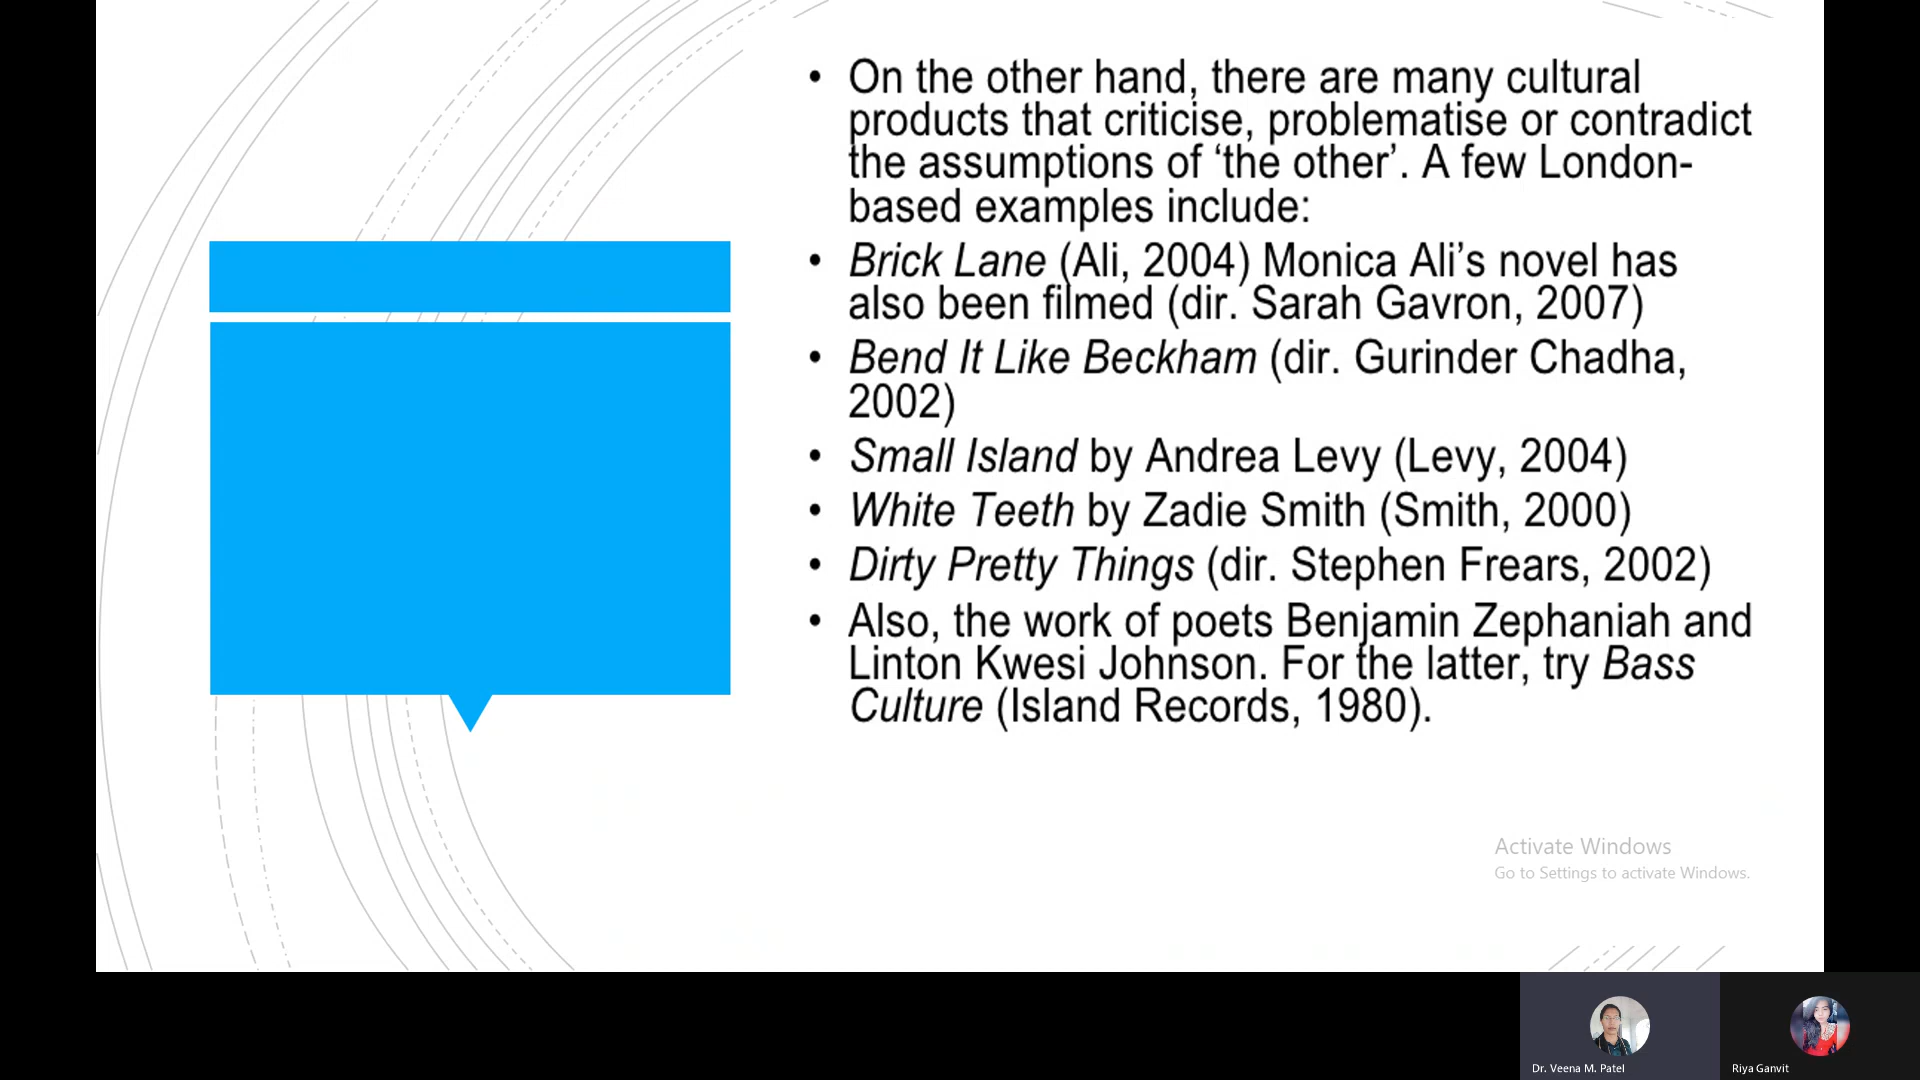 • On the other hand, there are many cultural
products that criticise, problematise or contradict
the assumptions of ‘the other’. A few London-
based examples include:
• Brick Lane (Ali, 2004) Monica Ali’s novel has
also been filmed (dir. Sarah Gavron, 2007)
• Bend It Like Beckham (dir. Gurinder Chadha,
2002)
• Small Island by Andrea Levy (Levy, 2004)
• White Teeth by Zadie Smith (Smith, 2000)
• Dirty Pretty Things (dir. Stephen Frears, 2002)
• Also, the work of poets Benjamin Zephaniah and
Linton Kwesi Johnson. For the latter, try Bass
Culture (Island Records, 1980).
Activate Windows
Go to Settings to activate Windows.
Dr. Veena M. Patel
Riya Ganvit